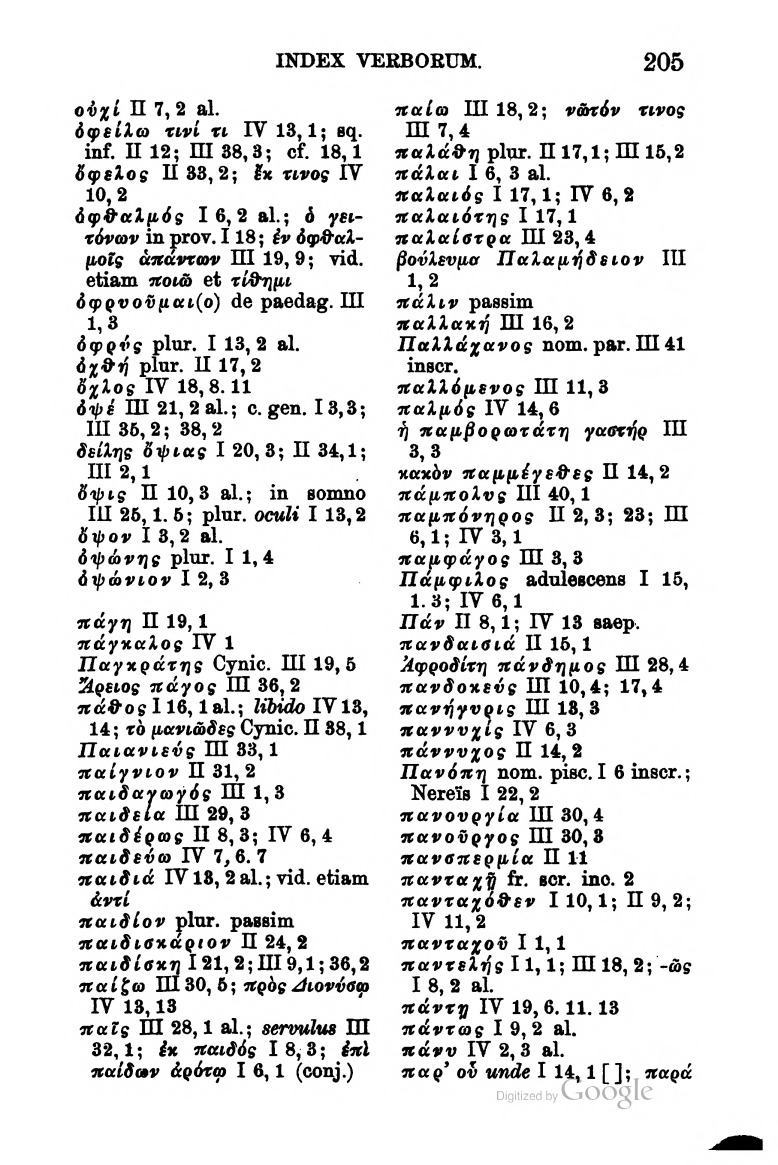 INDEX VERBORUM. 205
οὐχί II 7, 2 al.
ὀφείλω τινί τι IV 13, 1; sq.
inf. II 12; III 38, 3; cf. 18, 1
ὄφελος II 33, 2; ἔκ τινος IV
10, 2
ὀφθαλμός I 6, 2 al.; ὁ γει-
τόνων in prov. I 18; ἐν ὀφθαλ-
μοῖς ἁπάντων III 19, 9; vid.
etiam ποιῶ et τίθημι
ὀφρυοῦμαι(ο) de paedag. III
1, 3
ὀφρύς plur. I 13, 2 al.
ὀχθή plur. II 17, 2
ὄχλος IV 18, 8. 11
ὀψέ III 21, 2 al.; c. gen. I 3, 3;
III 35, 2; 38, 2
δείλης ὄψιας I 20, 3; II 34, 1;
III 2, 1
ὄψις II 10, 3 al.; in somno
III 25, 1. 5; plur. oculi I 13, 2
ὄψον I 3, 2 al.
ὀψώνης plur. I 1, 4
ὀψώνιον I 2, 3
πάγη II 19, 1
πάγκαλος IV 1
Παγκράτης Cynic. III 19, 5
Ἄρειος πάγος III 36, 2
πάθος I 16, 1 al.; libido IV 13,
14; τὸ μανιῶδες Cynic. II 38, 1
Παιανιεύς III 33, 1
παίγνιον II 31, 2
παιδαγωγός III 1, 3
παιδεία III 29, 3
παιδέρως II 8, 3; IV 6, 4
παιδεύω IV 7, 6. 7
παιδιά IV 13, 2 al.; vid. etiam
ἀντί
παιδίον plur. passim
παιδισκάριον II 24, 2
παιδίσκη I 21, 2; III 9, 1; 36, 2
παίζω III 30, 5; πρὸς Διονύσῳ
IV 13, 13
παῖς III 28, 1 al.; servulus III
32, 1; ἐκ παιδός I 8, 3; ἐπὶ
παίδων ἀρότῳ I 6, 1 (conj.)
παίω III 18, 2; νῶτόν τινος
III 7, 4
παλάθη plur. II 17, 1; III 15, 2
πάλαι I 6, 3 al.
παλαιός I 17, 1; IV 6, 2
παλαιότης I 17, 1
παλαίστρα III 23, 4
βούλευμα Παλαμήδειον III
1, 2
πάλιν passim
παλλακή III 16, 2
Παλλάχανος nom. par. III 41
inscr.
παλλόμενος III 11, 3
παλμός IV 14, 6
ἡ παμβορωτάτη γαστήρ III
3, 3
κακὸν παμμέγεθες II 14, 2
πάμπολυς III 40, 1
παμπόνηρος II 2, 3; 23; III
6, 1; IV 3, 1
παμφάγος III 3, 3
Πάμφιλος adulescens I 15,
1. 3; IV 6, 1
Πάν II 8, 1; IV 13 saep.
πανδαισιά II 15, 1
Ἀφροδίτη πάνδημος III 28, 4
πανδοκεύς III 10, 4; 17, 4
πανήγυρις III 13, 3
παννυχίς IV 6, 3
πάννυχος II 14, 2
Πανόπη nom. pisc. I 6 inscr.;
Nereïs I 22, 2
πανουργία III 30, 4
πανοῦργος III 30, 3
πανσπερμία II 11
πανταχῇ fr. scr. inc. 2
πανταχόθεν I 10, 1; II 9, 2;
IV 11, 2
πανταχοῦ I 1, 1
παντελής I 1, 1; III 18, 2; -ῶς
I 8, 2 al.
πάντῃ IV 19, 6. 11. 13
πάντως I 9, 2 al.
πάνυ IV 2, 3 al.
παρ' οὗ unde I 14, 1 [ ]; παρά
Digitized by Google